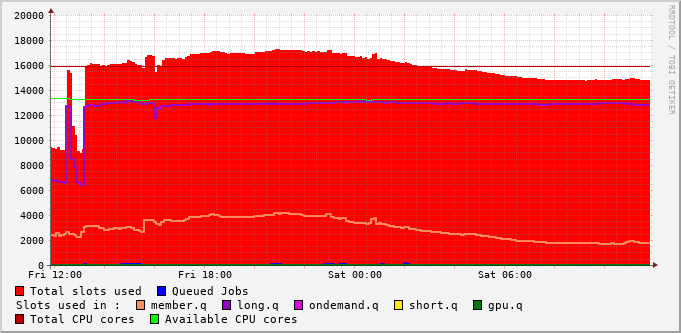 20000
18000
16000
14000
12000
10000
8000
6000
4000
2000
0
Fri 12:00 Fri 18:00 Sat 00:00 Sat 06:00
Total slots used Queued Jobs
Slots used in : member.q long.q ondemand.q short.q gpu.q
Total CPU cores Available CPU cores
RRDTOOL / TOBI OETIKER